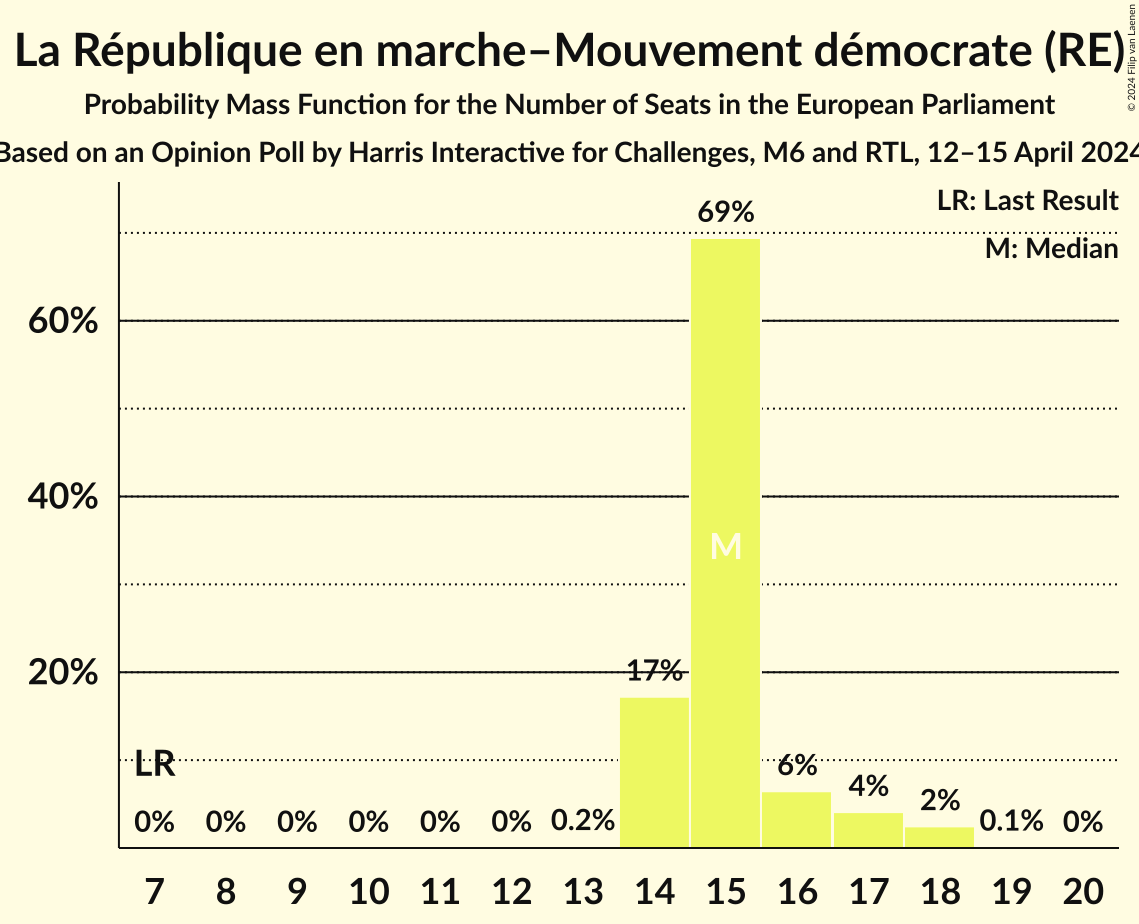 La République en marche–Mouvement démocrate (RE)
© 2024 Filip van Laenen
Probability Mass Function for the Number of Seats in the European Parliament
Based on an Opinion Poll by Harris Interactive for Challenges, M6 and RTL, 12–15 April 2024
LR: Last Result
M: Median
69%
60%
40%
M
20%
17%
LR
0% 0% 0% 0% 0% 0% 0.2% 6% 4% 2% 0.1% 0%
7 8 9 10 11 12 13 14 15 16 17 18 19 20